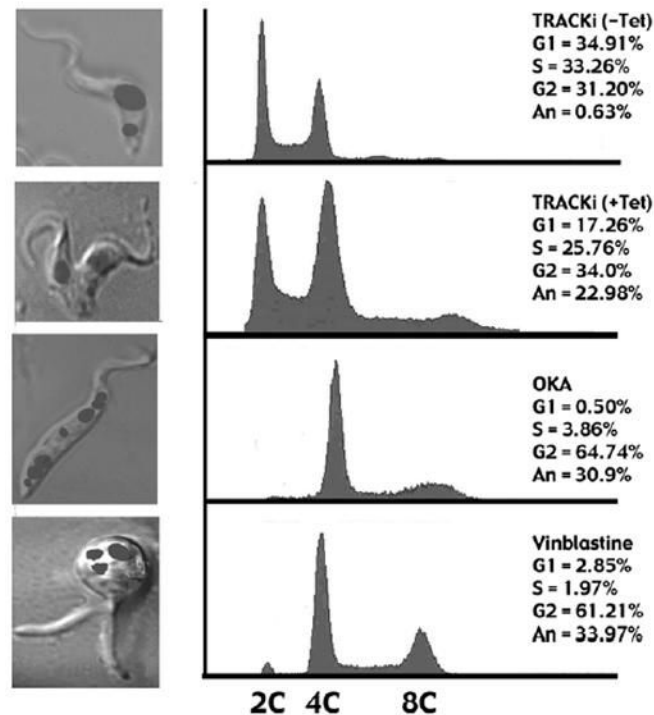 TRACKi (–Tet)
G1 = 34.91%
S = 33.26%
G2 = 31.20%
An = 0.63%
TRACKi (+Tet)
G1 = 17.26%
S = 25.76%
G2 = 34.0%
An = 22.98%
OKA
G1 = 0.50%
S = 3.86%
G2 = 64.74%
An = 30.9%
Vinblastine
G1 = 2.85%
S = 1.97%
G2 = 61.21%
An = 33.97%
2C 4C 8C